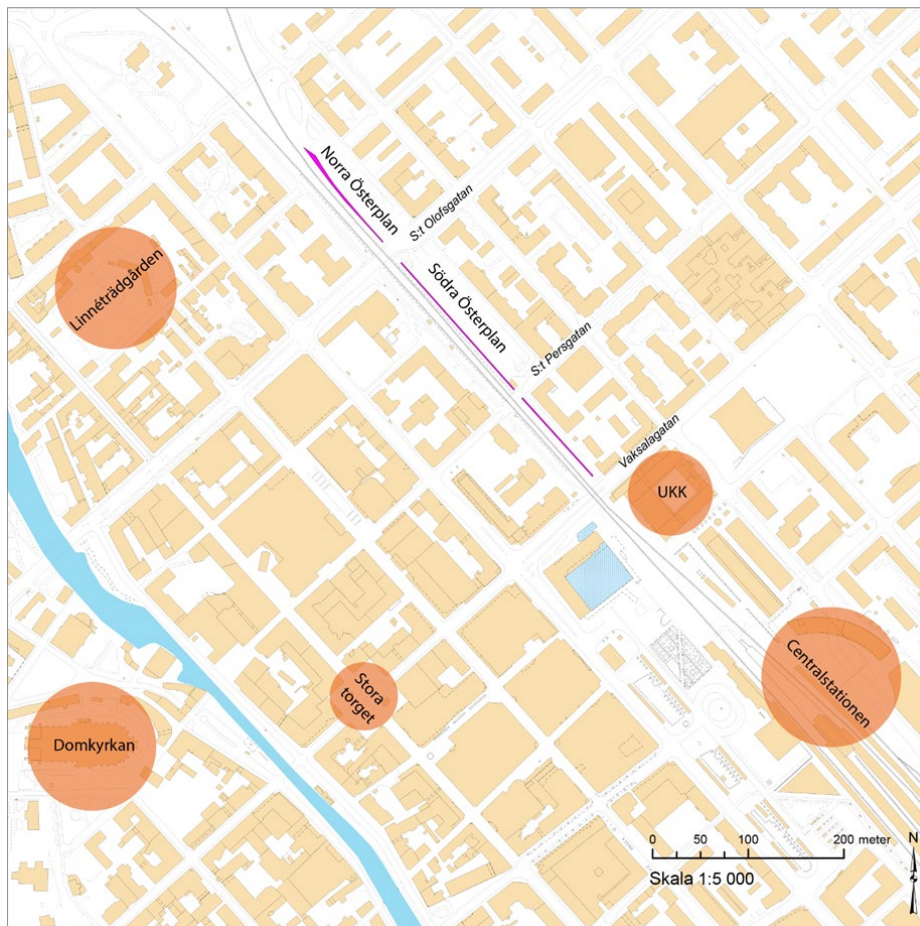 Norra Österplan
S:t Olofsgatan
Linnéträdgården
Södra Österplan
S:t Persgatan
Vaksalagatan
UKK
Centralstationen
Stora
torget
Domkyrkan
0 50 100 200 meter
Skala 1:5 000
N